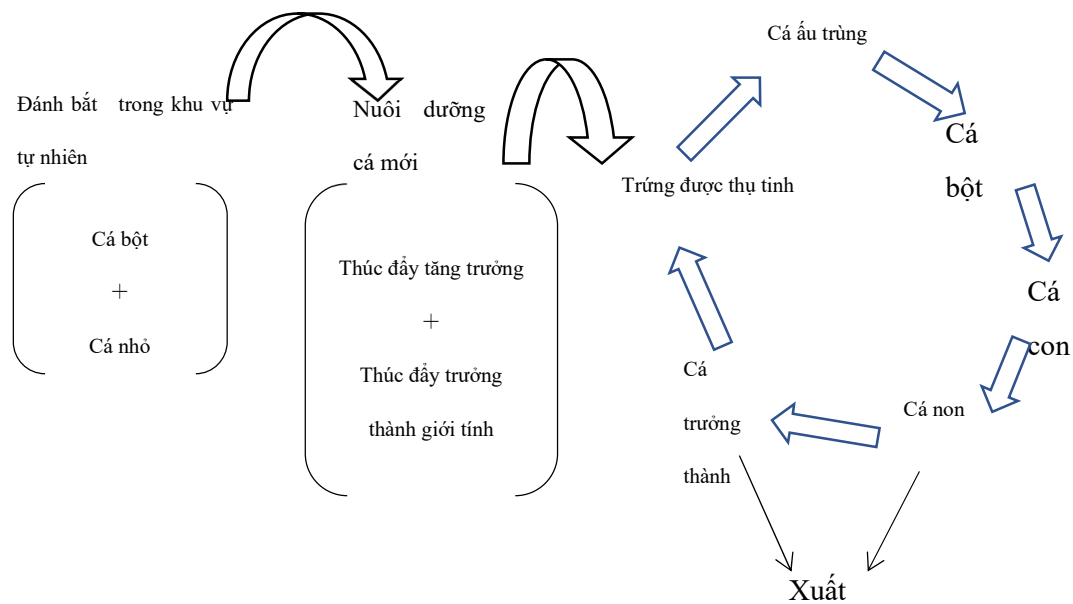 Đánh bắt trong khu vự
tự nhiên
Cá bột
+
Cá nhỏ
Nuôi dưỡng
cá mới
Thúc đẩy tăng trưởng
+
Thúc đẩy trưởng
thành giới tính
Trứng được thụ tinh
Cá ấu trùng
Cá
bột
Cá
con
Cá non
Cá
trưởng
thành
Xuất